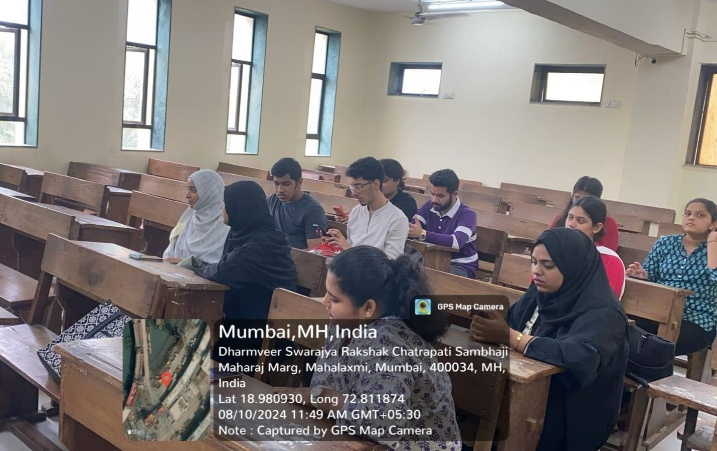 GPS Map Camera
Mumbai,MH,India
Dharmveer Swarajya Rakshak Chatrapati Sambhaji
Maharaj Marg, Mahalaxmi, Mumbai, 400034, MH,
India
Lat 18.980930, Long 72.811874
08/10/2024 11:49 AM GMT+05:30
Note : Captured by GPS Map Camera
Maps